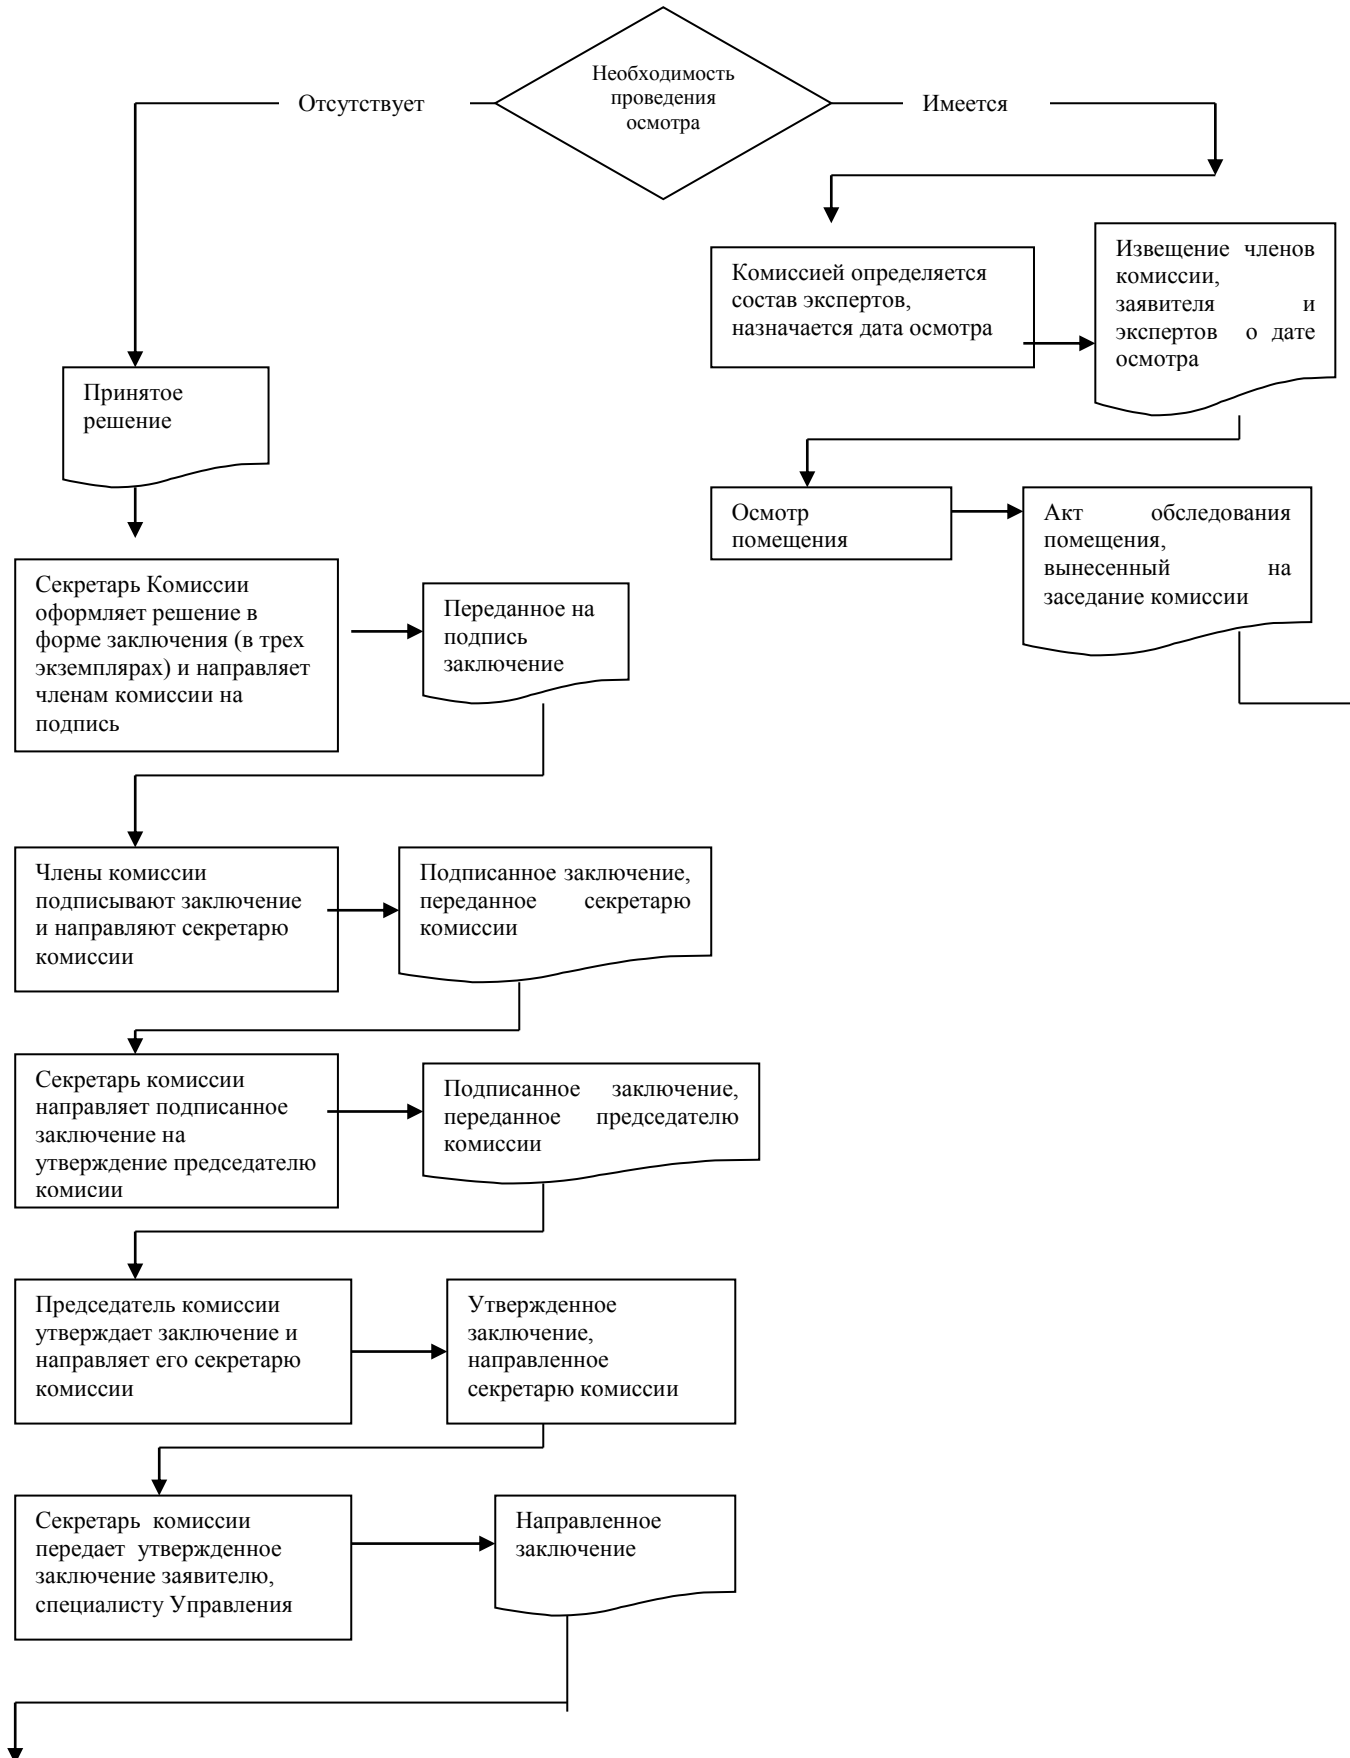 Необходимость
проведения
осмотра
Отсутствует
Имеется
Комиссией определяется
состав экспертов,
назначается дата осмотра
Извещение членов
комиссии,
заявителя и
экспертов о дате
осмотра
Принятое
решение
Осмотр
помещения
Акт обследования
помещения,
вынесенный на
заседание комиссии
Секретарь Комиссии
оформляет решение в
форме заключения (в трех
экземплярах) и направляет
членам комиссии на
подпись
Переданное на
подпись
заключение
Члены комиссии
подписывают заключение
и направляют секретарю
комиссии
Подписанное заключение,
переданное секретарю
комиссии
Секретарь комиссии
направляет подписанное
заключение на
утверждение председателю
комисии
Подписанное заключение,
переданное председателю
комиссии
Председатель комиссии
утверждает заключение и
направляет его секретарю
комиссии
Утвержденное
заключение,
направленное
секретарю комиссии
Секретарь комиссии
передает утвержденное
заключение заявителю,
специалисту Управления
Направленное
заключение